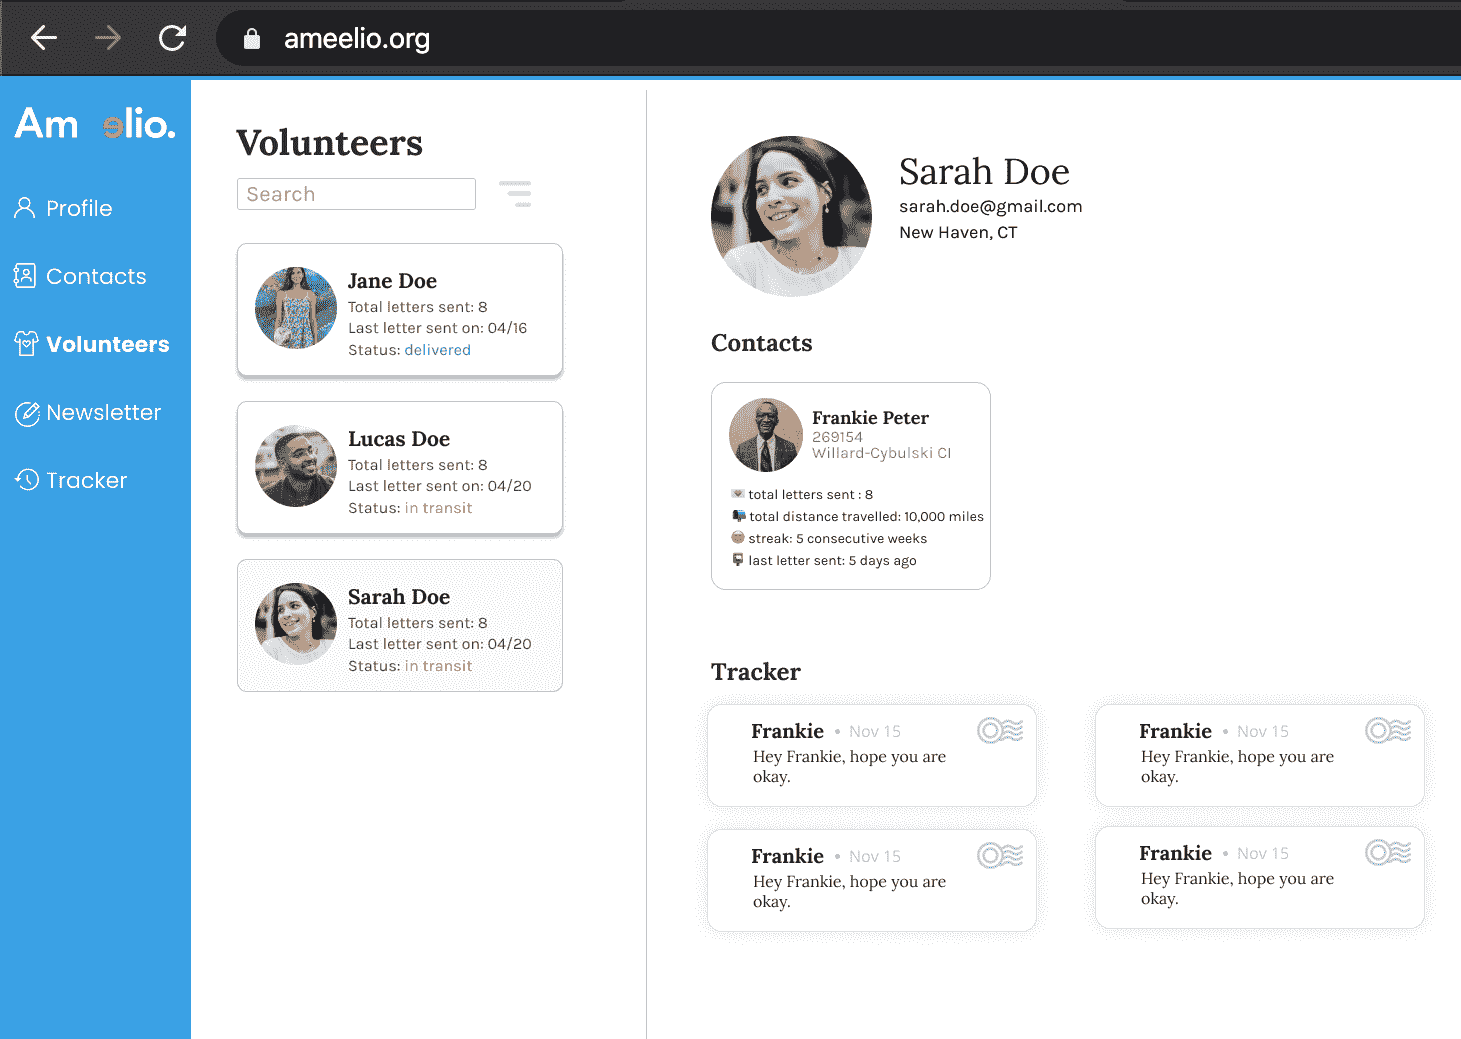 ameelio.org
Am elio.
Profile
Contacts
Volunteers
Newsletter
Tracker
Volunteers
Search
Jane Doe
Total letters sent: 8
Last letter sent on: 04/16
Status: delivered
Lucas Doe
Total letters sent: 8
Last letter sent on: 04/20
Status: in transit
Sarah Doe
Total letters sent: 8
Last letter sent on: 04/20
Status: in transit
Sarah Doe
sarah.doe@gmail.com
New Haven, CT
Contacts
Frankie Peter
269154
Willard-Cybulski CI
total letters sent : 8
total distance travelled: 10,000 miles
streak: 5 consecutive weeks
last letter sent: 5 days ago
Tracker
Frankie • Nov 15
Hey Frankie, hope you are
okay.
Frankie • Nov 15
Hey Frankie, hope you are
okay.
Frankie • Nov 15
Hey Frankie, hope you are
okay.
Frankie • Nov 15
Hey Frankie, hope you are
okay.